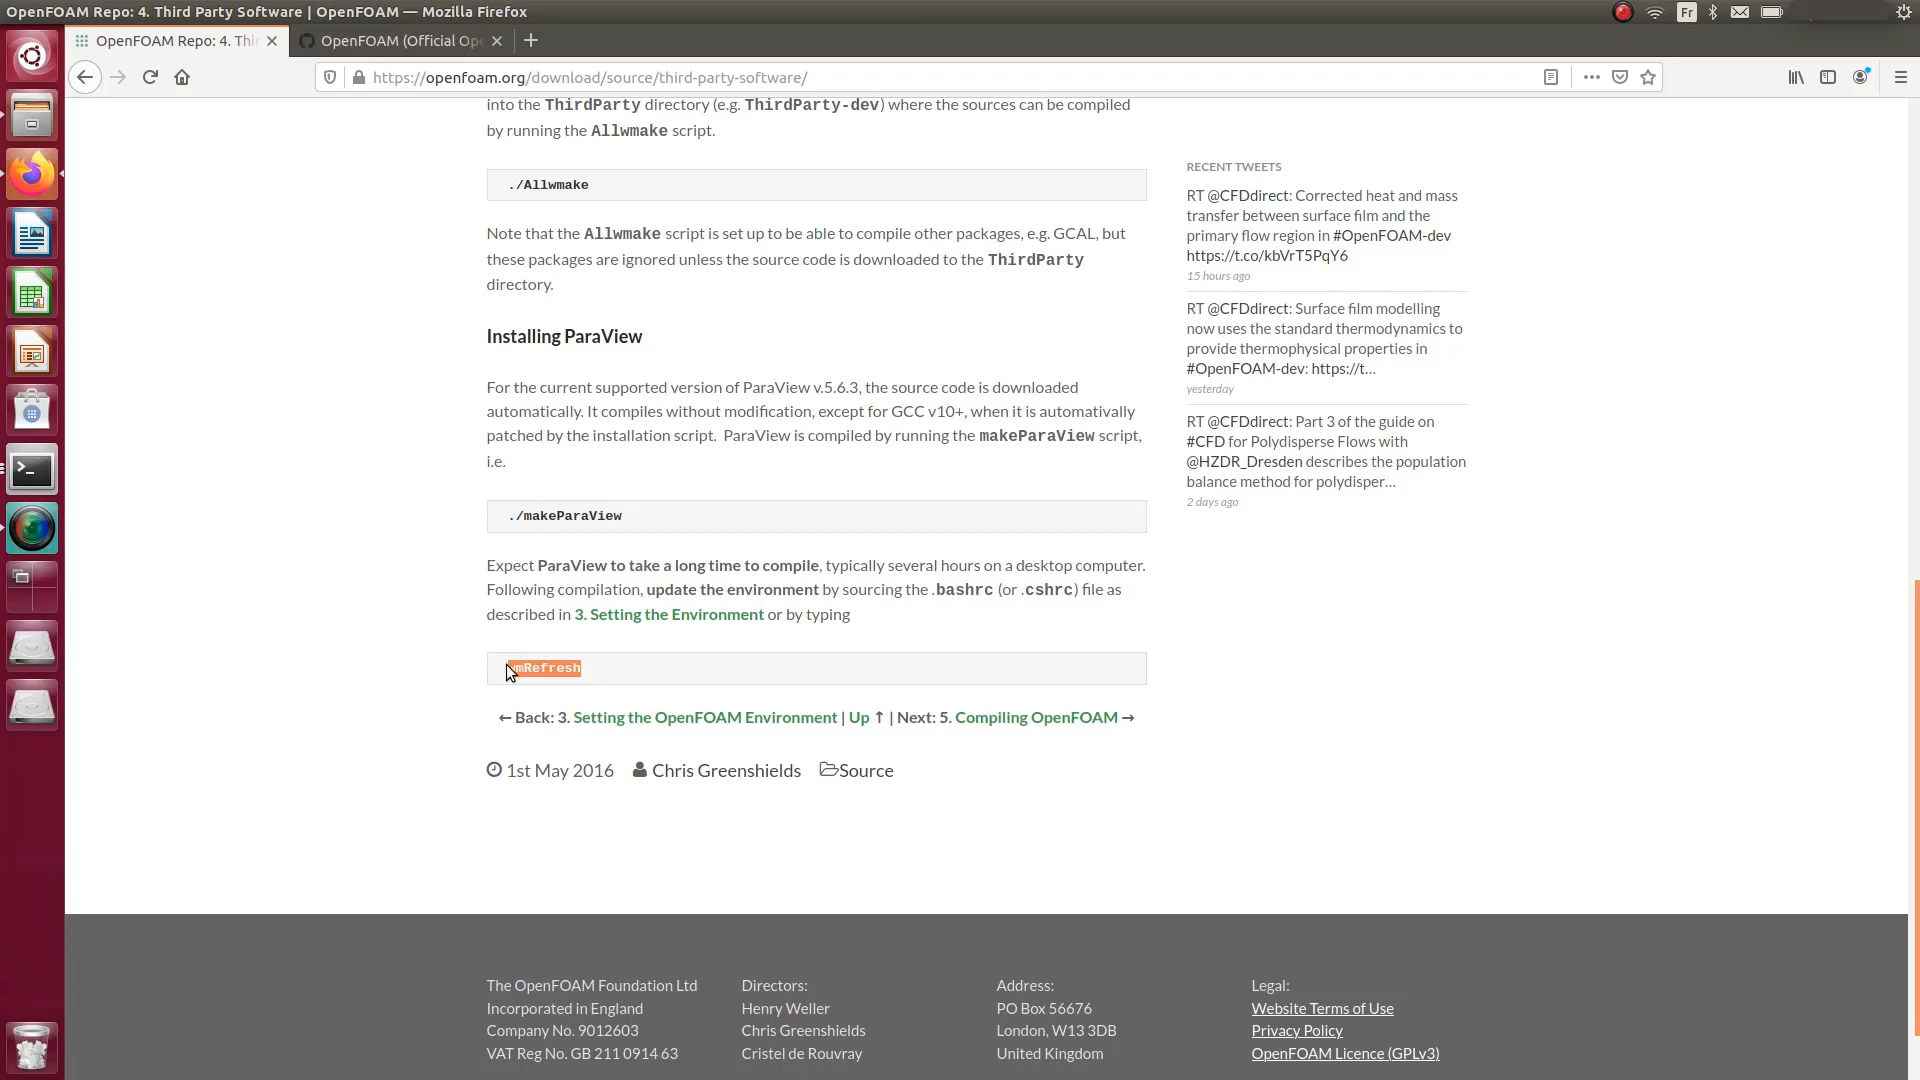 OpenFOAM Repo: 4. Third Party Software | OpenFOAM — Mozilla Firefox
Fr
OpenFOAM Repo: 4. Thir
OpenFOAM (Official Ope
https://openfoam.org/download/source/third-party-software/
into the ThirdParty directory (e.g. ThirdParty-dev) where the sources can be compiled
by running the Allwmake script.
./Allwmake
Note that the Allwmake script is set up to be able to compile other packages, e.g. GCAL, but
these packages are ignored unless the source code is downloaded to the ThirdParty
directory.
Installing ParaView
For the current supported version of ParaView v.5.6.3, the source code is downloaded
automatically. It compiles without modification, except for GCC v10+, when it is automativally
patched by the installation script. ParaView is compiled by running the makeParaView script,
i.e.
./makeParaView
Expect ParaView to take a long time to compile, typically several hours on a desktop computer.
Following compilation, update the environment by sourcing the .bashrc (or .cshrc) file as
described in 3. Setting the Environment or by typing
mRefresh
← Back: 3. Setting the OpenFOAM Environment | Up ↑ | Next: 5. Compiling OpenFOAM →
1st May 2016 Chris Greenshields Source
RECENT TWEETS
RT @CFDdirect: Corrected heat and mass
transfer between surface film and the
primary flow region in #OpenFOAM-dev
https://t.co/kbVrT5PqY6
15 hours ago
RT @CFDdirect: Surface film modelling
now uses the standard thermodynamics to
provide thermophysical properties in
#OpenFOAM-dev: https://t...
yesterday
RT @CFDdirect: Part 3 of the guide on
#CFD for Polydisperse Flows with
@HZDR_Dresden describes the population
balance method for polydisper...
2 days ago
The OpenFOAM Foundation Ltd
Incorporated in England
Company No. 9012603
VAT Reg No. GB 211 0914 63
Directors:
Henry Weller
Chris Greenshields
Cristel de Rouvray
Address:
PO Box 56676
London, W13 3DB
United Kingdom
Legal:
Website Terms of Use
Privacy Policy
OpenFOAM Licence (GPLv3)